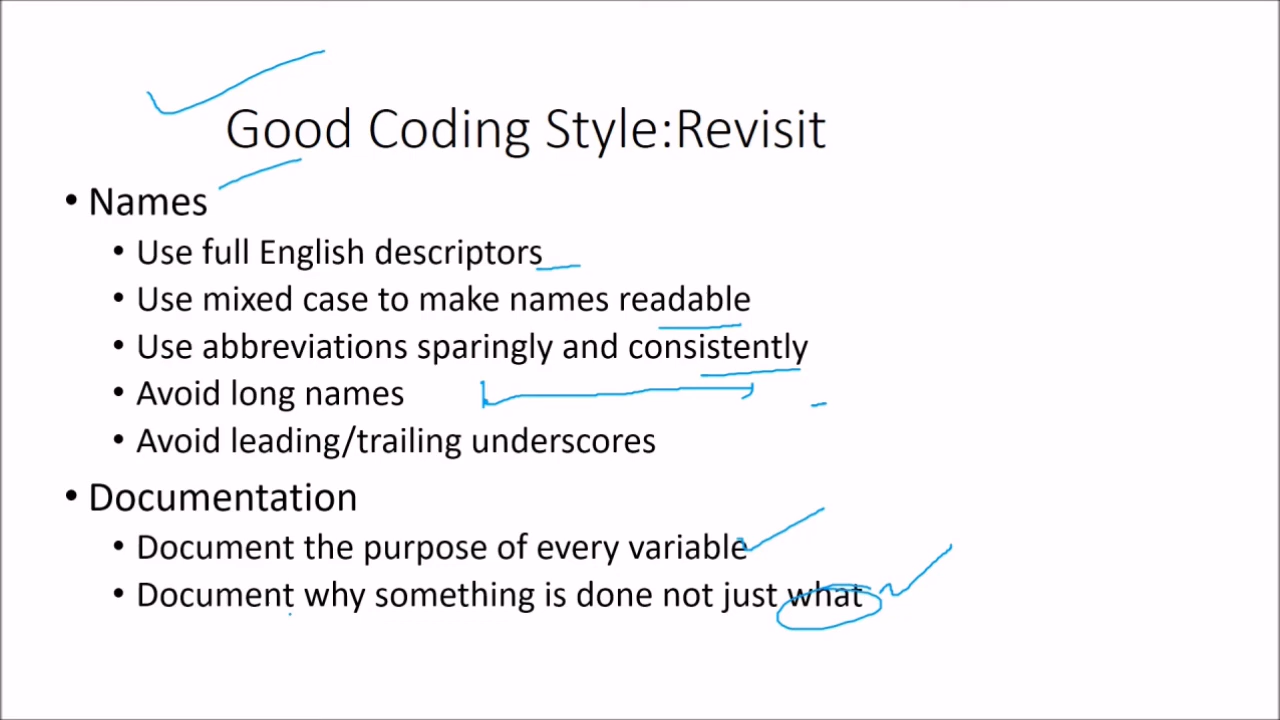 Good Coding Style:Revisit
• Names
• Use full English descriptors
• Use mixed case to make names readable
• Use abbreviations sparingly and consistently
• Avoid long names
• Avoid leading/trailing underscores
• Documentation
• Document the purpose of every variable
• Document why something is done not just what